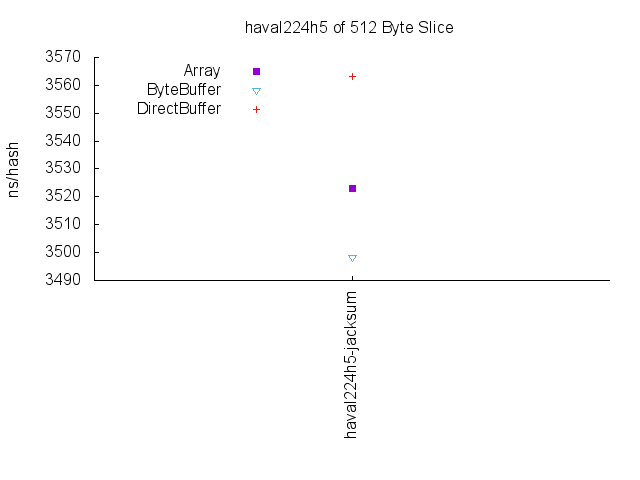 haval224h5 of 512 Byte Slice
3570
3560
3550
3540
3530
3520
3510
3500
3490
ns/hash
Array
ByteBuffer
DirectBuffer
haval224h5-jacksum